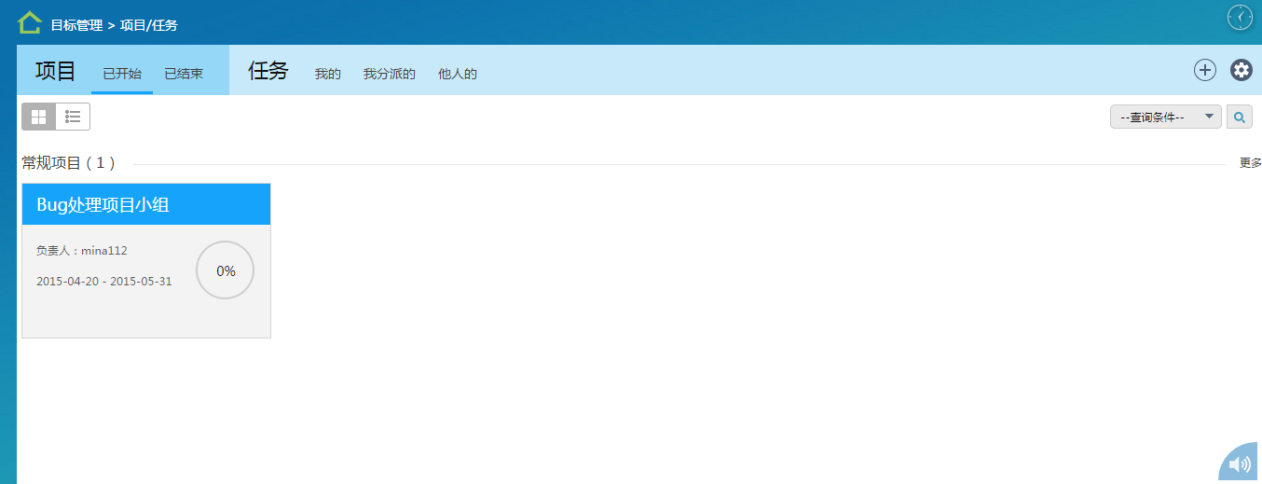 目标管理 > 项目/任务
项目 已开始 已结束 任务 我的 我分派的 他人的
--查询条件--
常规项目 ( 1 ) 更多
Bug处理项目小组
负责人：mina112
0%
2015-04-20 - 2015-05-31